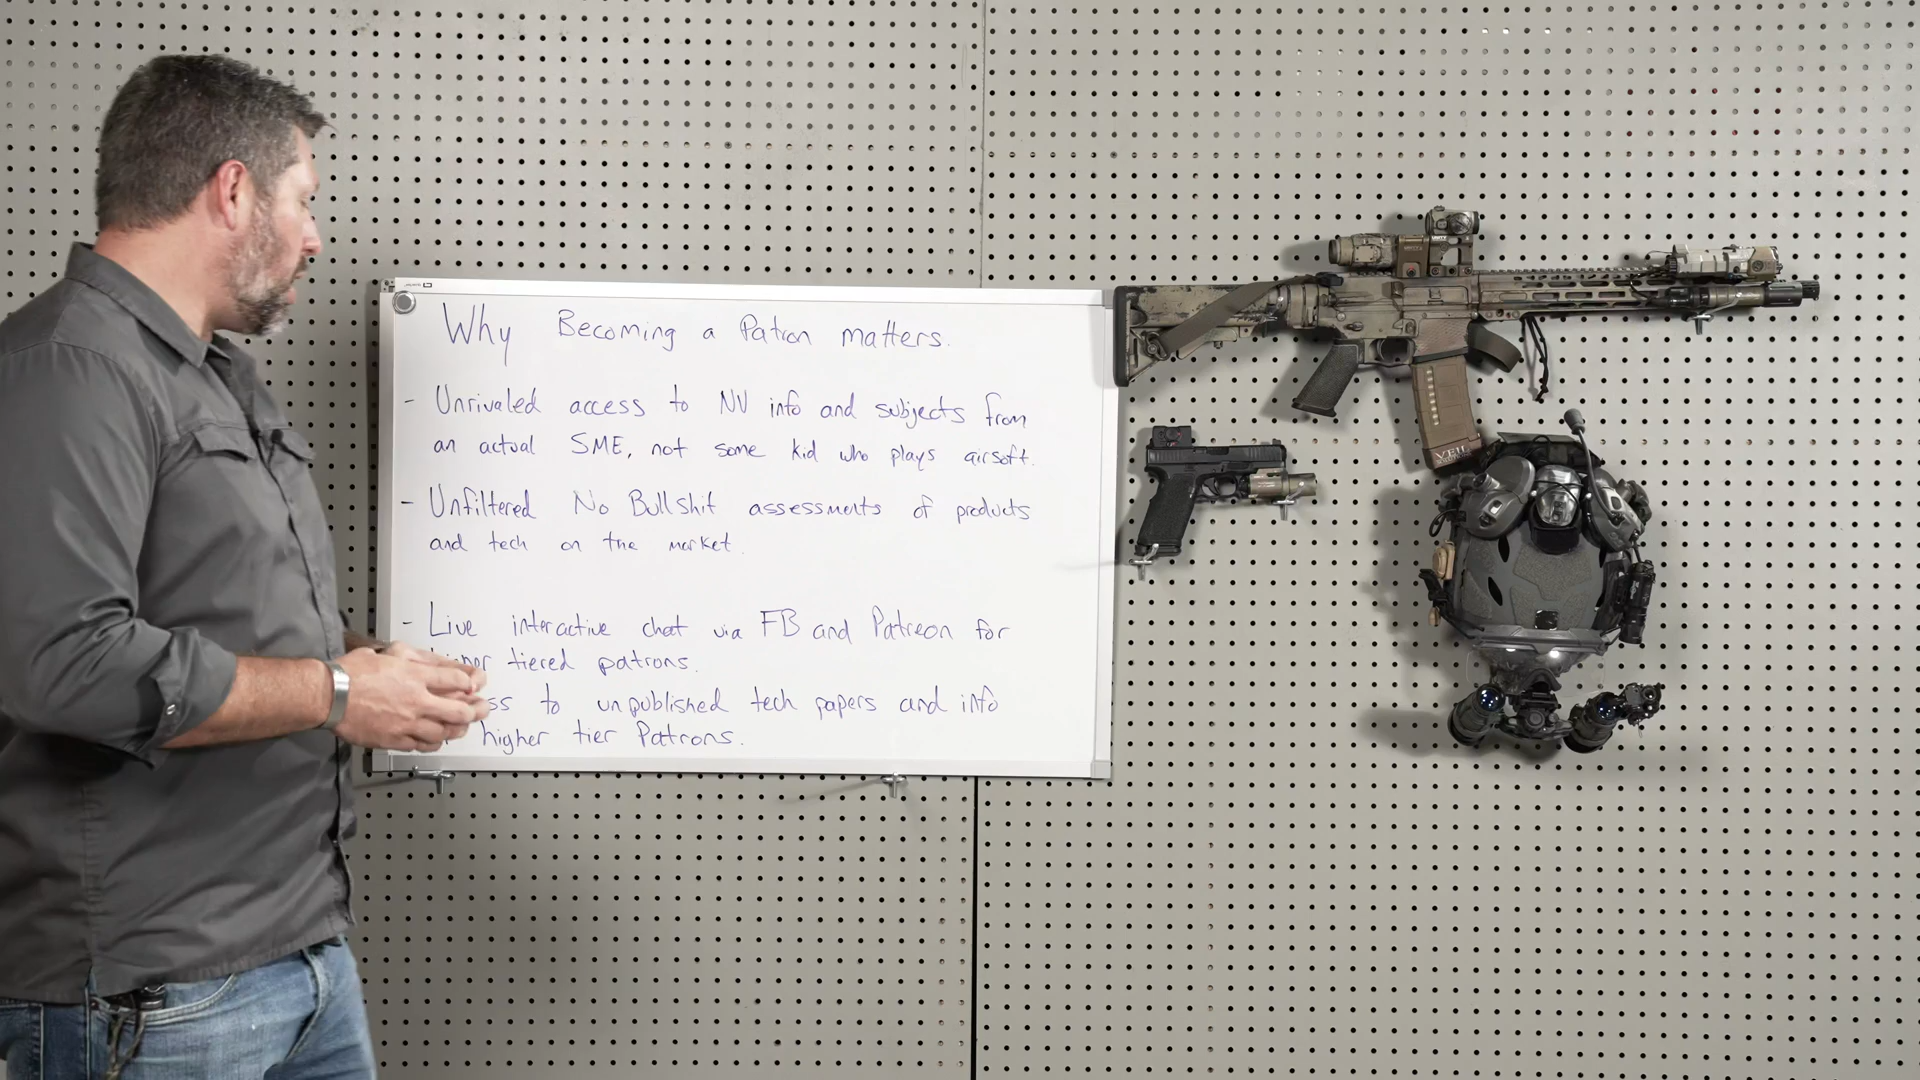 Why Becoming a Patron matters.
- Unrivaled access to NV info and subjects from
an actual SME, not some kid who plays airsoft.
- Unfiltered No Bullshit assessments of products
and tech on the market.
- Live interactive chat via FB and Patreon for
tiered patrons.
to unpublished tech papers and info
higher tier Patrons.
VEIL